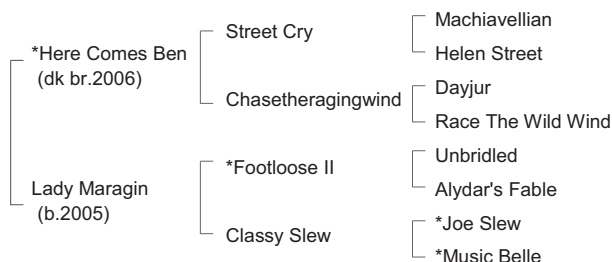 Machiavellian
Street Cry
*Here Comes Ben
(dk br.2006)
Helen Street
Dayjur
Chasetheragingwind
Race The Wild Wind
Unbridled
*Footloose II
Lady Maragin
(b.2005)
Alydar's Fable
*Joe Slew
Classy Slew
*Music Belle